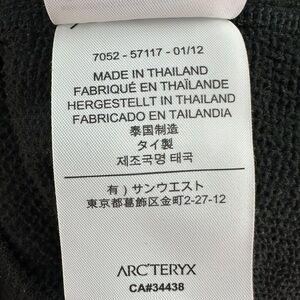 7052 - 57117 - 01/12
MADE IN THAILAND
FABRIQUÉ EN THAÏLANDE
HERGESTELLT IN THAILAND
FABRICADO EN TAILANDIA
泰国制造
タイ製
제조국명 태국
有 ) サンウエスト
東京都葛飾区金町2-27-12
ARC'TERYX
CA#34438